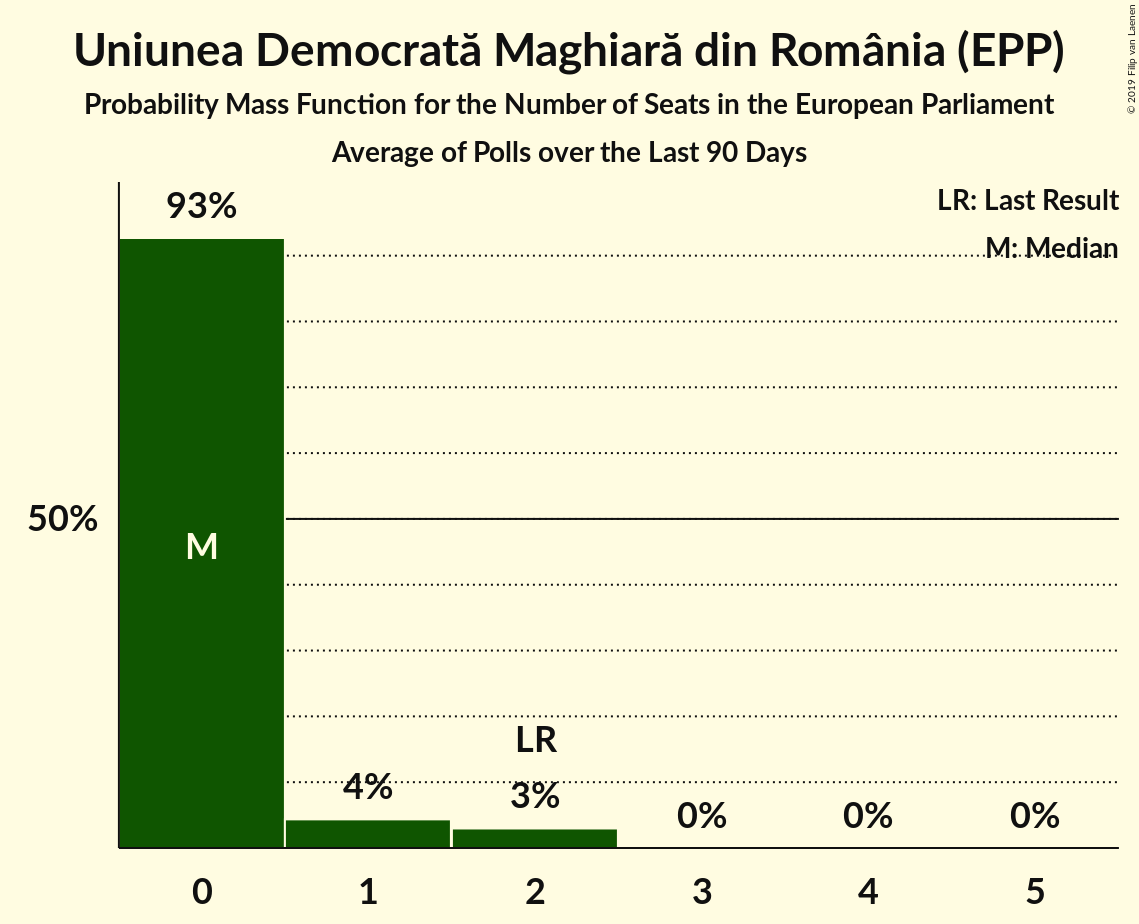 Uniunea Democrată Maghiară din România (EPP)
Probability Mass Function for the Number of Seats in the European Parliament
Average of Polls over the Last 90 Days
© 2019 Filip van Laenen
LR: Last Result
M: Median
93%
50%
M
LR
4%
3%
0%
0%
0%
0
1
2
3
4
5